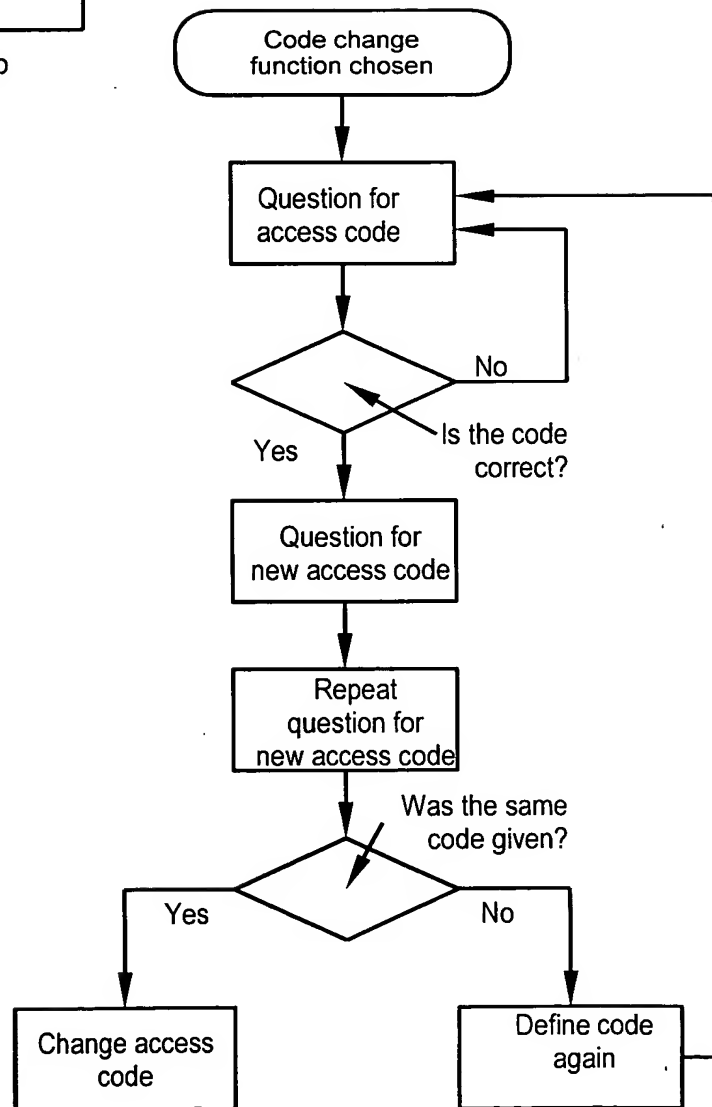 Code change
function chosen
Question for
access code
No
Is the code
correct?
Yes
Question for
new access code
Repeat
question for
new access code
Was the same
code given?
Yes
No
Change access
code
Define code
again